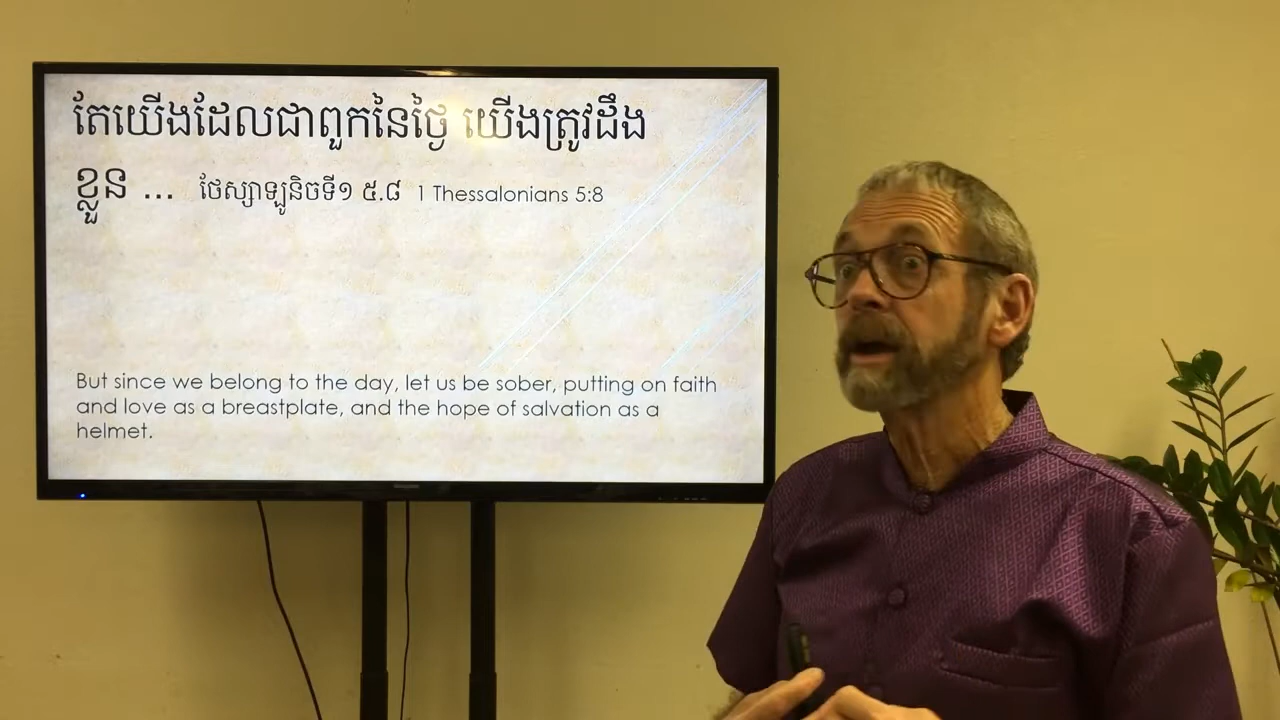 តែយើងដែលជាពួកនៃថ្ងៃ យើងត្រូវដឹង
ខ្លួន ... ថែស្សាឡូនិចទី១ ៥.៨ 1 Thessalonians 5:8
But since we belong to the day, let us be sober, putting on faith
and love as a breastplate, and the hope of salvation as a
helmet.